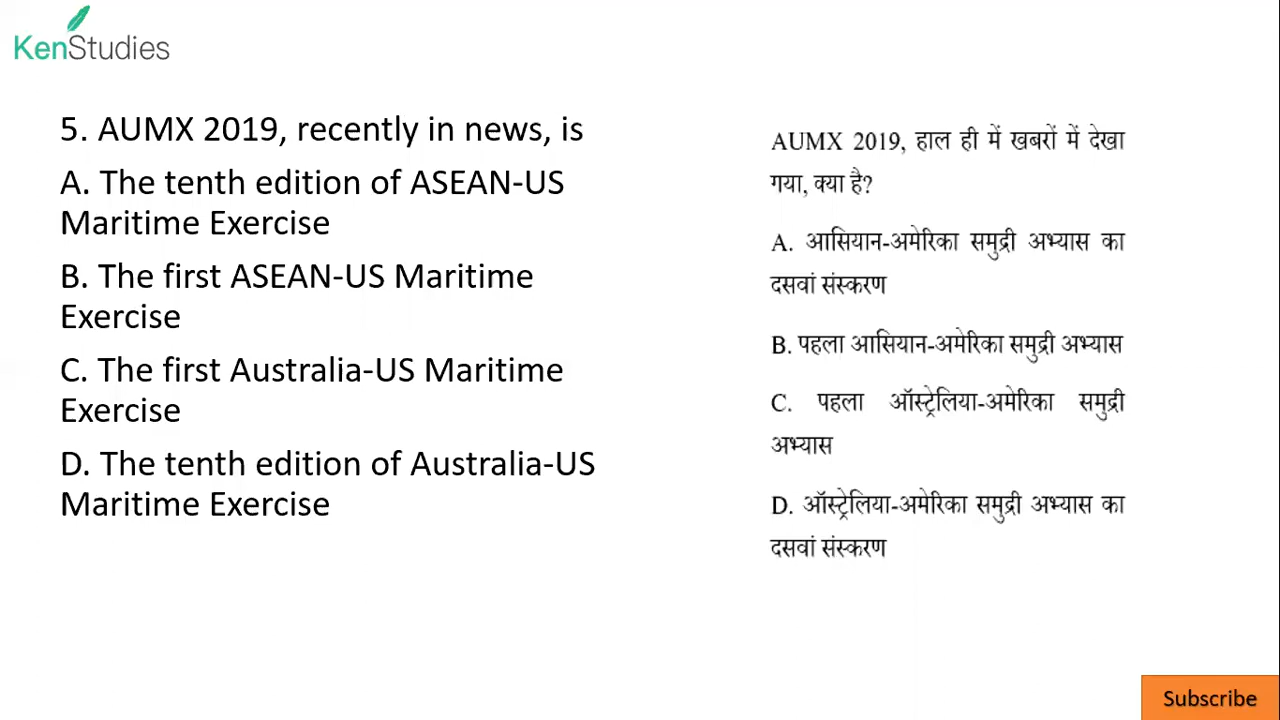 KenStudies
5. AUMX 2019, recently in news, is
A. The tenth edition of ASEAN-US
Maritime Exercise
B. The first ASEAN-US Maritime
Exercise
C. The first Australia-US Maritime
Exercise
D. The tenth edition of Australia-US
Maritime Exercise
AUMX 2019, हाल ही में खबरों में देखा
गया, क्या है?
A. आसियान-अमेरिका समुद्री अभ्यास का
दसवां संस्करण
B. पहला आसियान-अमेरिका समुद्री अभ्यास
C. पहला ऑस्ट्रेलिया-अमेरिका समुद्री
अभ्यास
D. ऑस्ट्रेलिया-अमेरिका समुद्री अभ्यास का
दसवां संस्करण
Subscribe